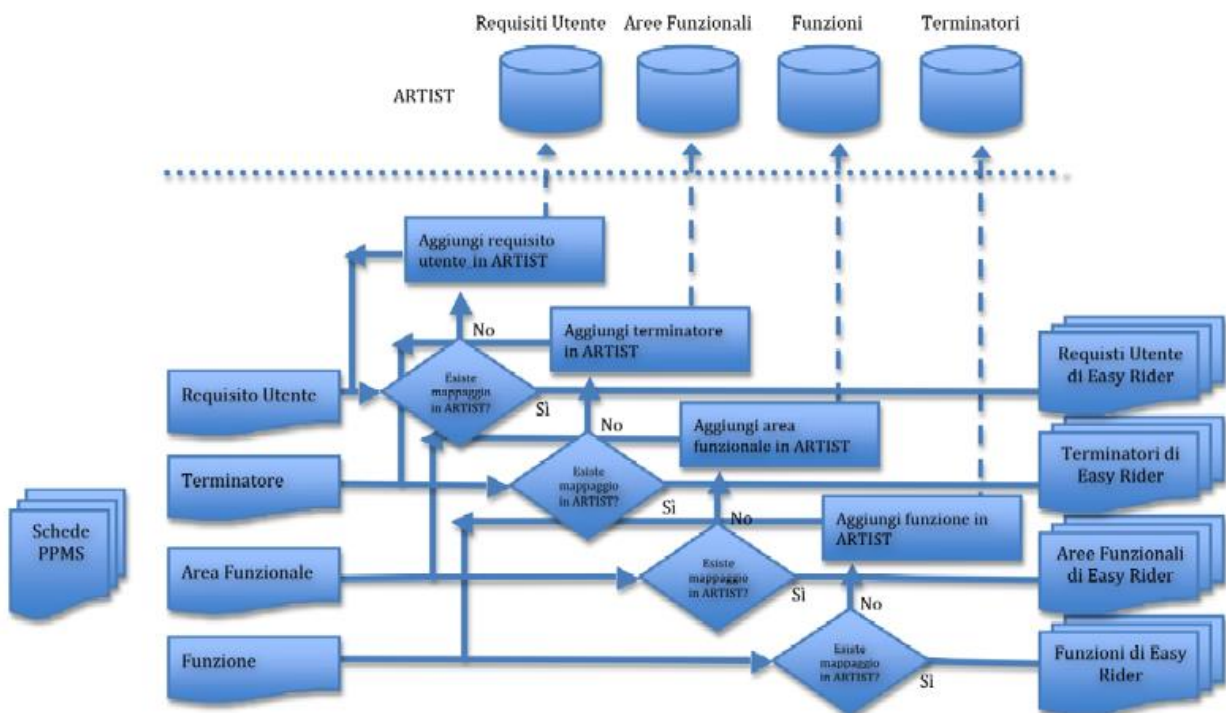 Requisiti Utente
Aree Funzionali
Funzioni
Terminatori
ARTIST
Aggiungi requisito
utente in ARTIST
No
Aggiungi terminatore
in ARTIST
Requisti Utente
di Easy Rider
Requisito Utente
Esiste
mappaggio
in ARTIST?
Sì
No
Aggiungi area
funzionale in ARTIST
Terminatori di
Easy Rider
Terminatore
Esiste
mappaggio
in ARTIST?
Sì
No
Aggiungi funzione in
ARTIST
Schede
PPMS
Aree Funzionali
di Easy Rider
Area Funzionale
Esiste
mappaggio
in ARTIST?
Sì
No
Funzioni di Easy
Rider
Funzione
Esiste
mappaggio
in ARTIST?
Sì